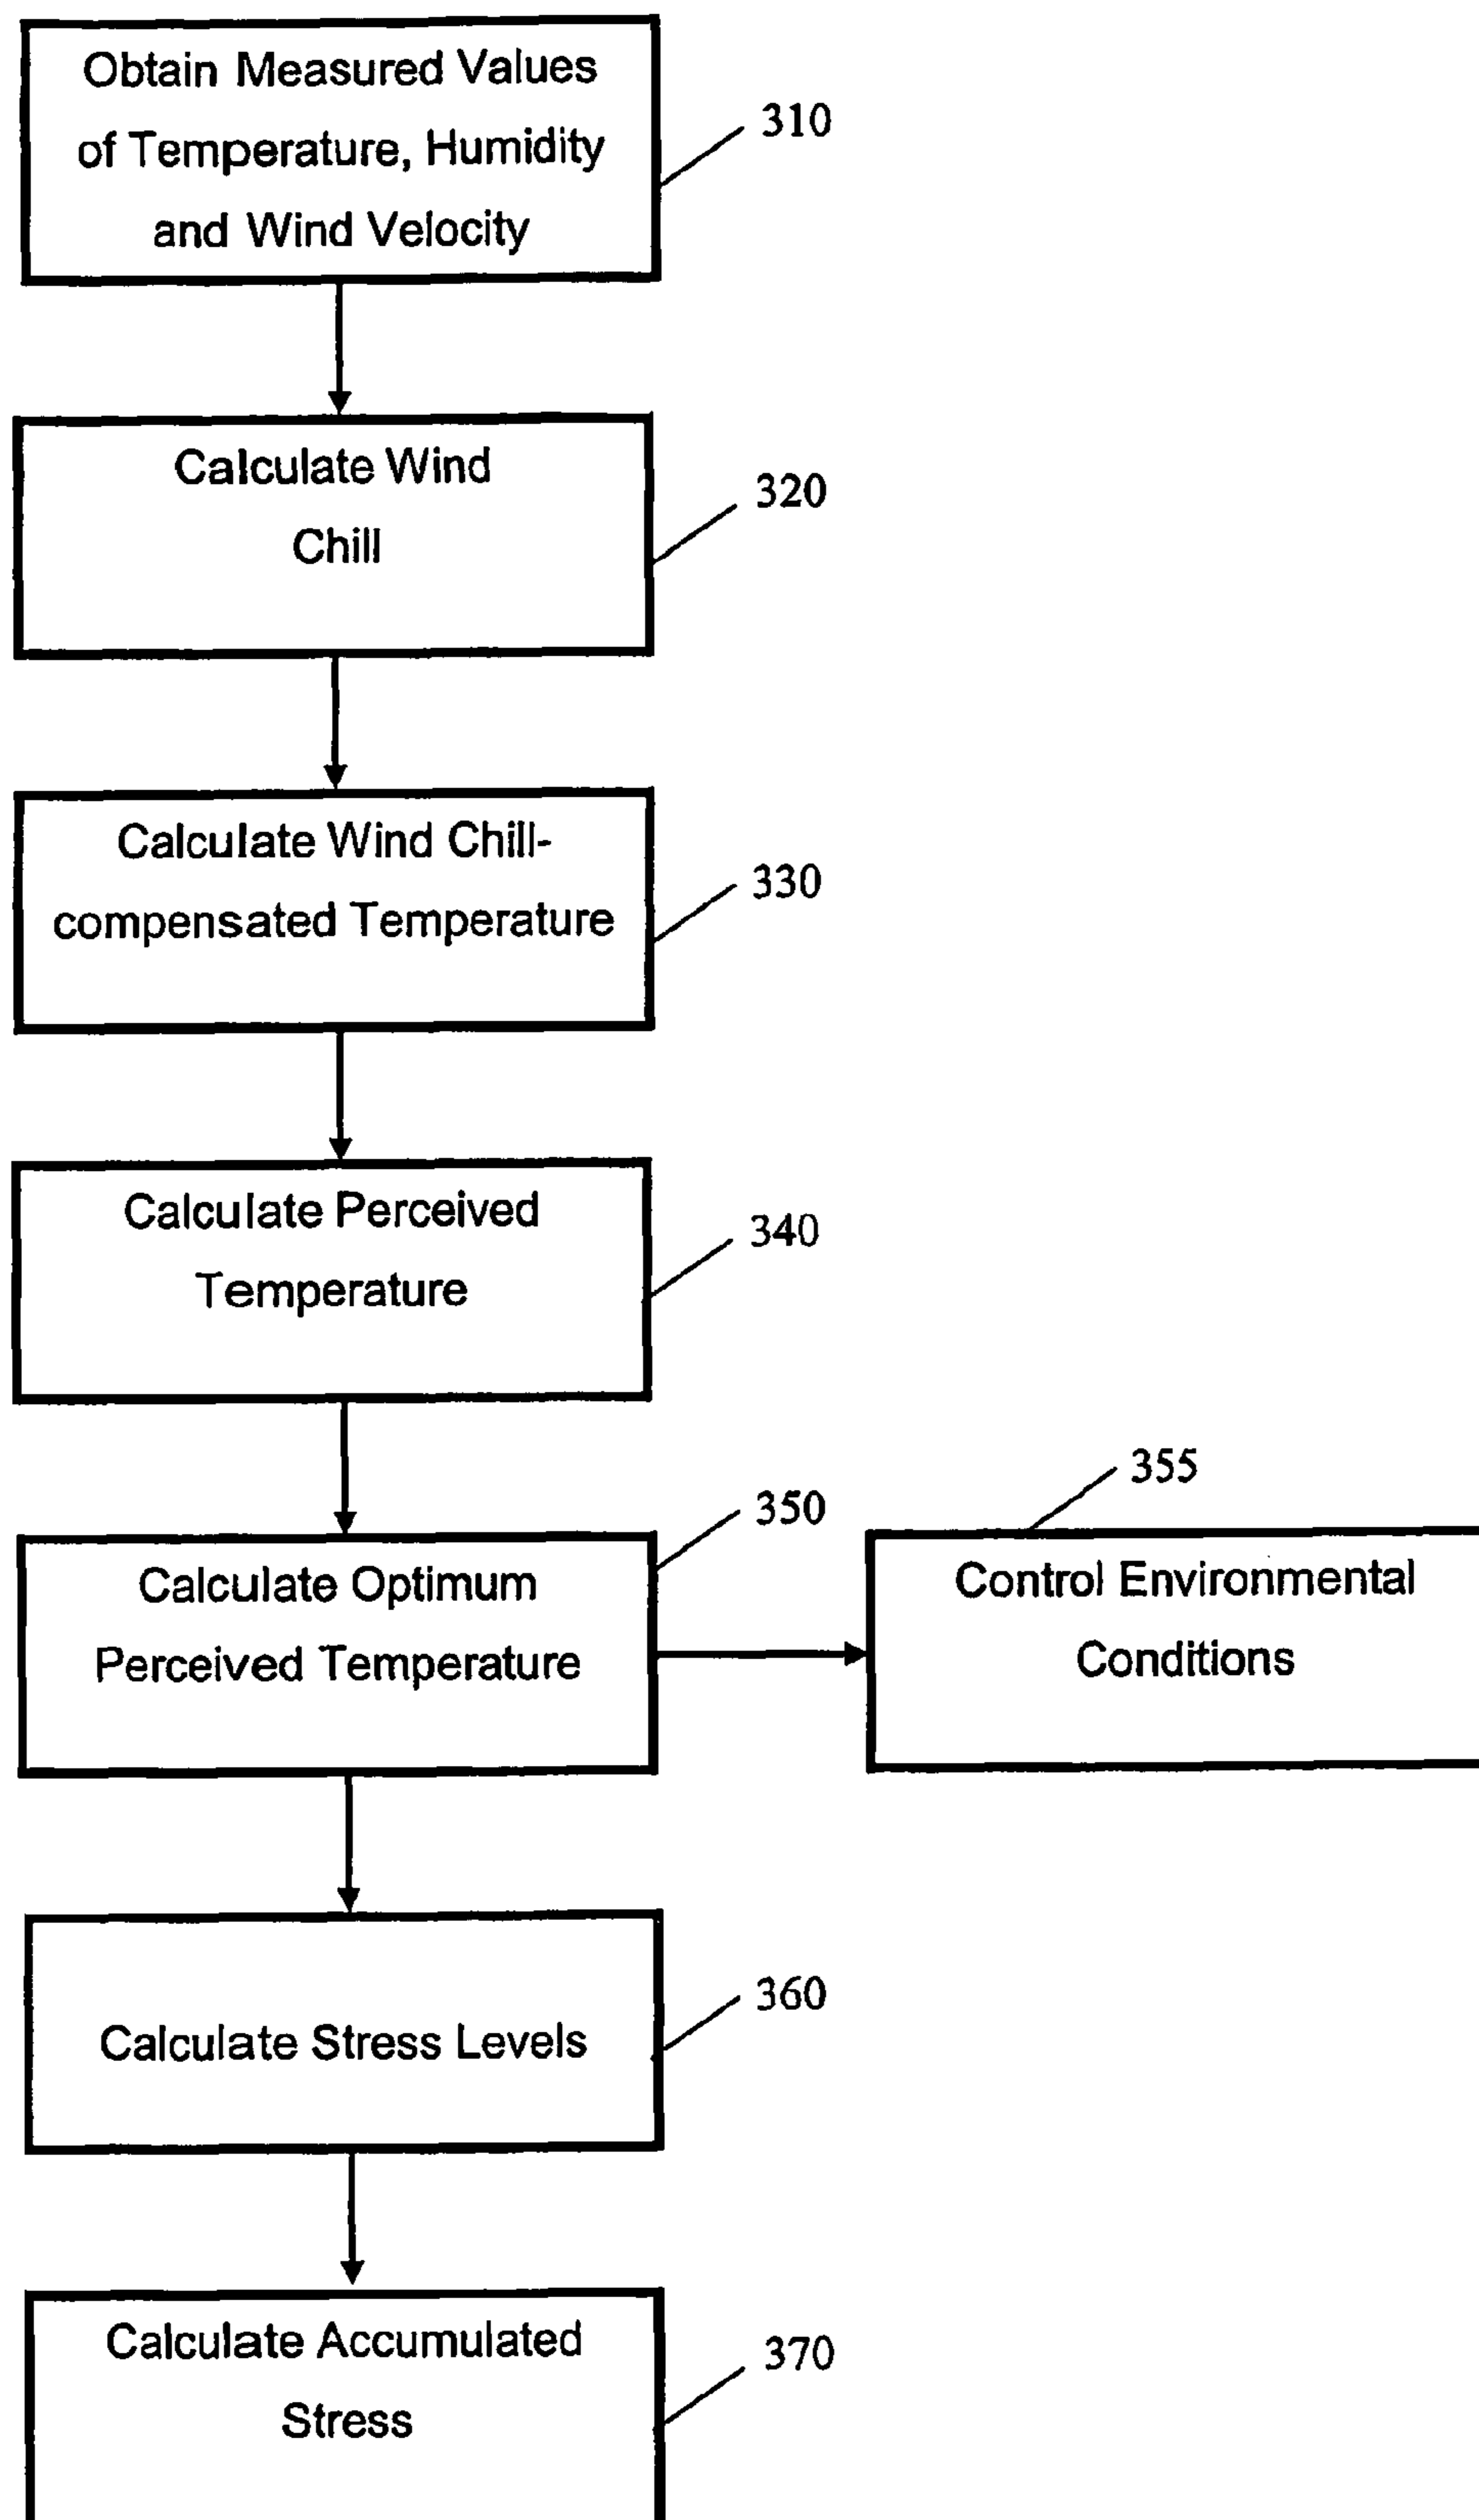 Obtain Measured Values
of Temperature, Humidity
and Wind Velocity
310
Calculate Wind
Chill
320
Calculate Wind Chill-
compensated Temperature
330
Calculate Perceived
Temperature
340
Calculate Optimum
Perceived Temperature
350
Control Environmental
Conditions
355
Calculate Stress Levels
360
Calculate Accumulated
Stress
370